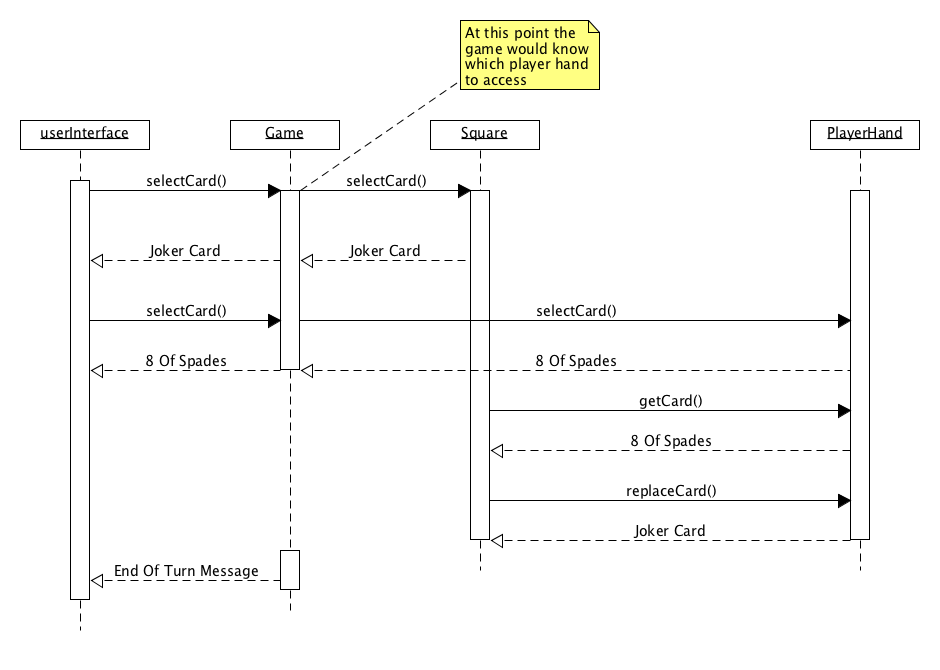 At this point the
game would know
which player hand
to access
userInterface
Game
Square
PlayerHand
selectCard()
selectCard()
Joker Card
Joker Card
selectCard()
selectCard()
8 Of Spades
8 Of Spades
getCard()
8 Of Spades
replaceCard()
Joker Card
End Of Turn Message